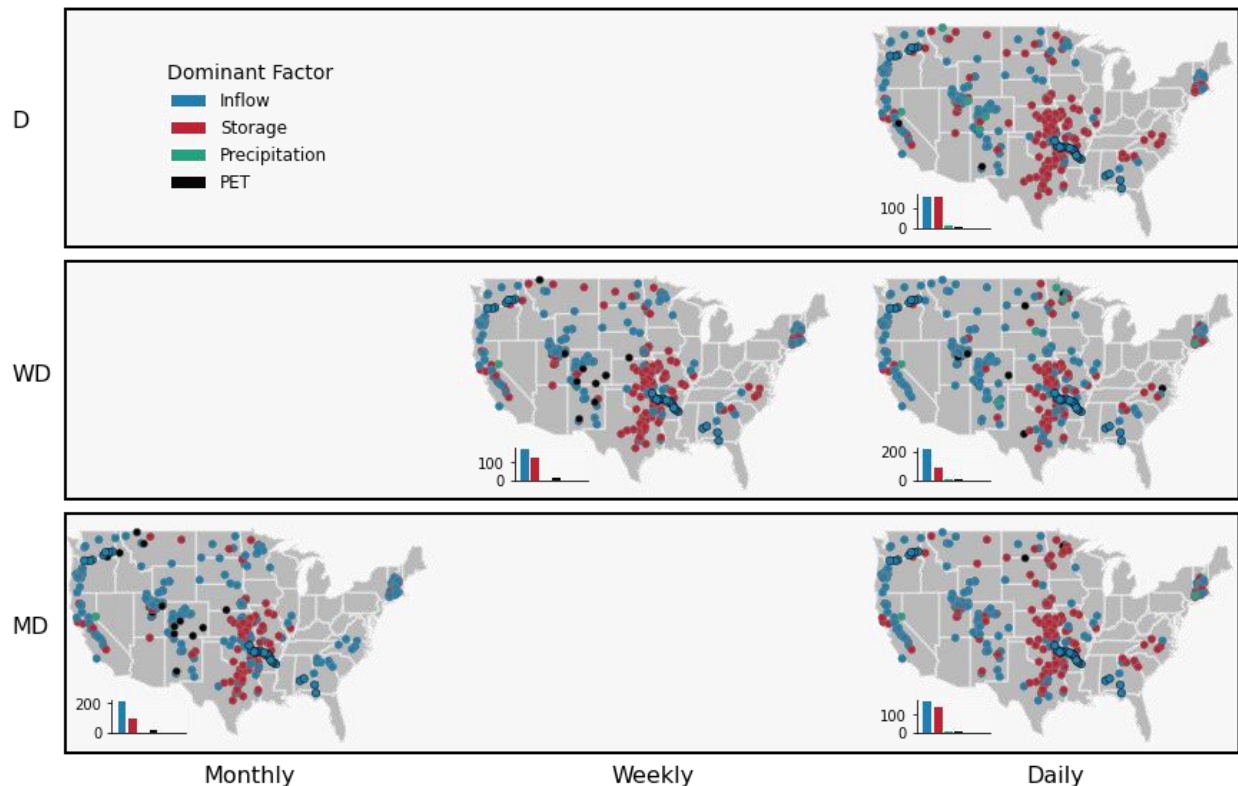 D
Dominant Factor
Inflow
Storage
Precipitation
PET
100
0
WD
100
0
200
0
MD
200
0
100
0
Monthly
Weekly
Daily